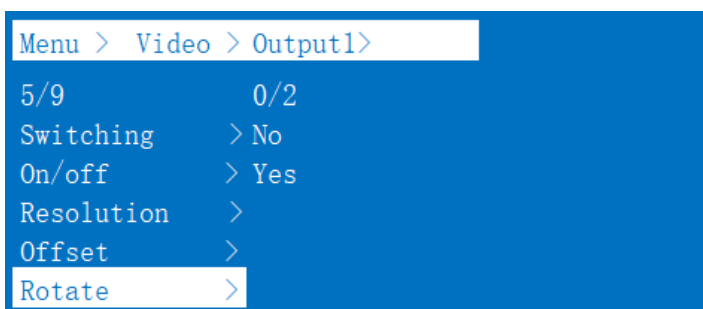 Menu > Video > Output1>
5/9 0/2
Switching > No
On/off > Yes
Resolution >
Offset >
Rotate >